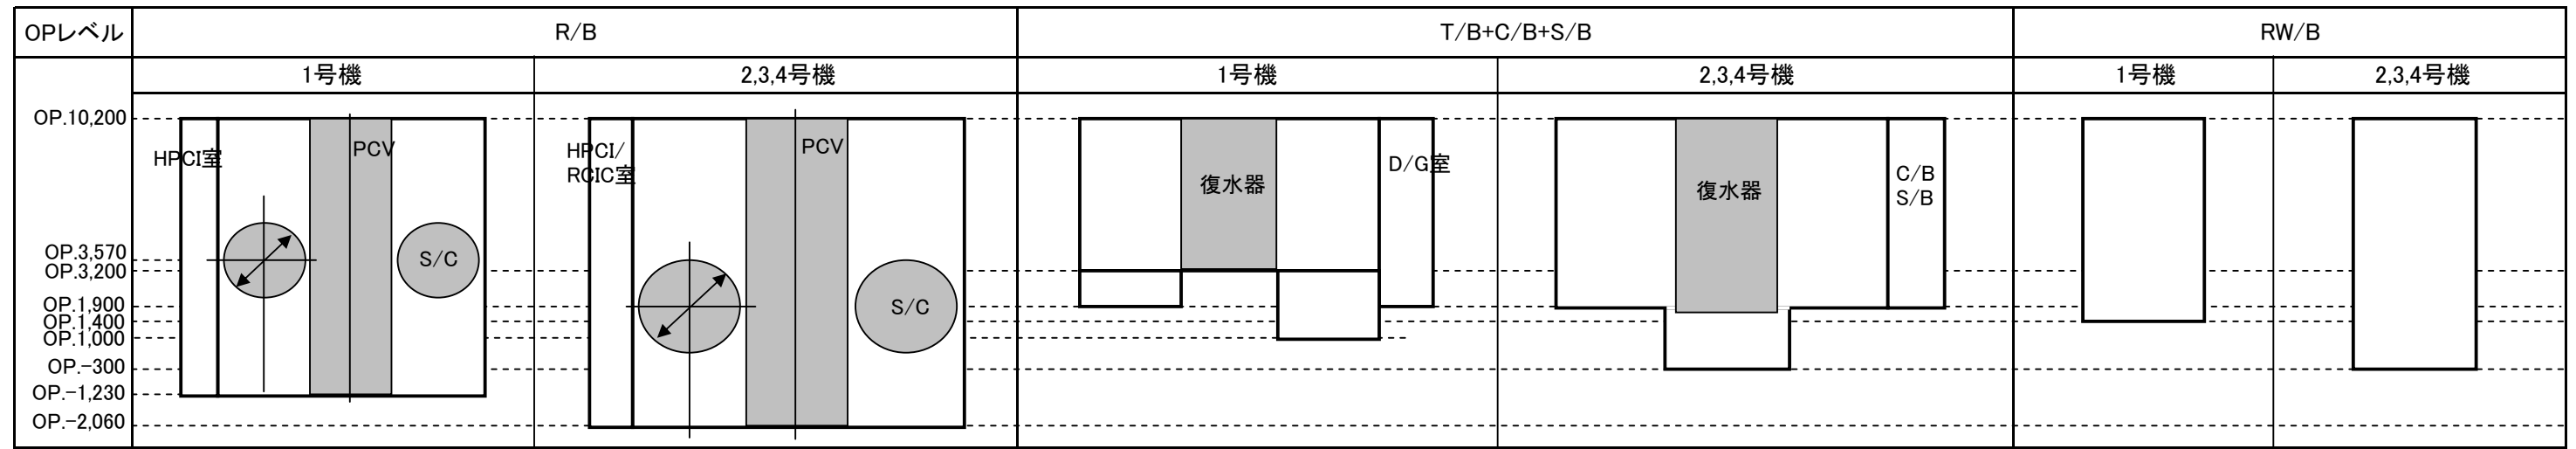 OPレベル
R/B
T/B+C/B+S/B
RW/B
1号機
2,3,4号機
1号機
2,3,4号機
1号機
2,3,4号機
OP.10,200
OP.3,570
OP.3,200
OP.1,900
OP.1,400
OP.1,000
OP.-300
OP.-1,230
OP.-2,060
HPCI室
PCV
S/C
HPCI/
RCIC室
PCV
S/C
復水器
D/G室
復水器
C/B
S/B